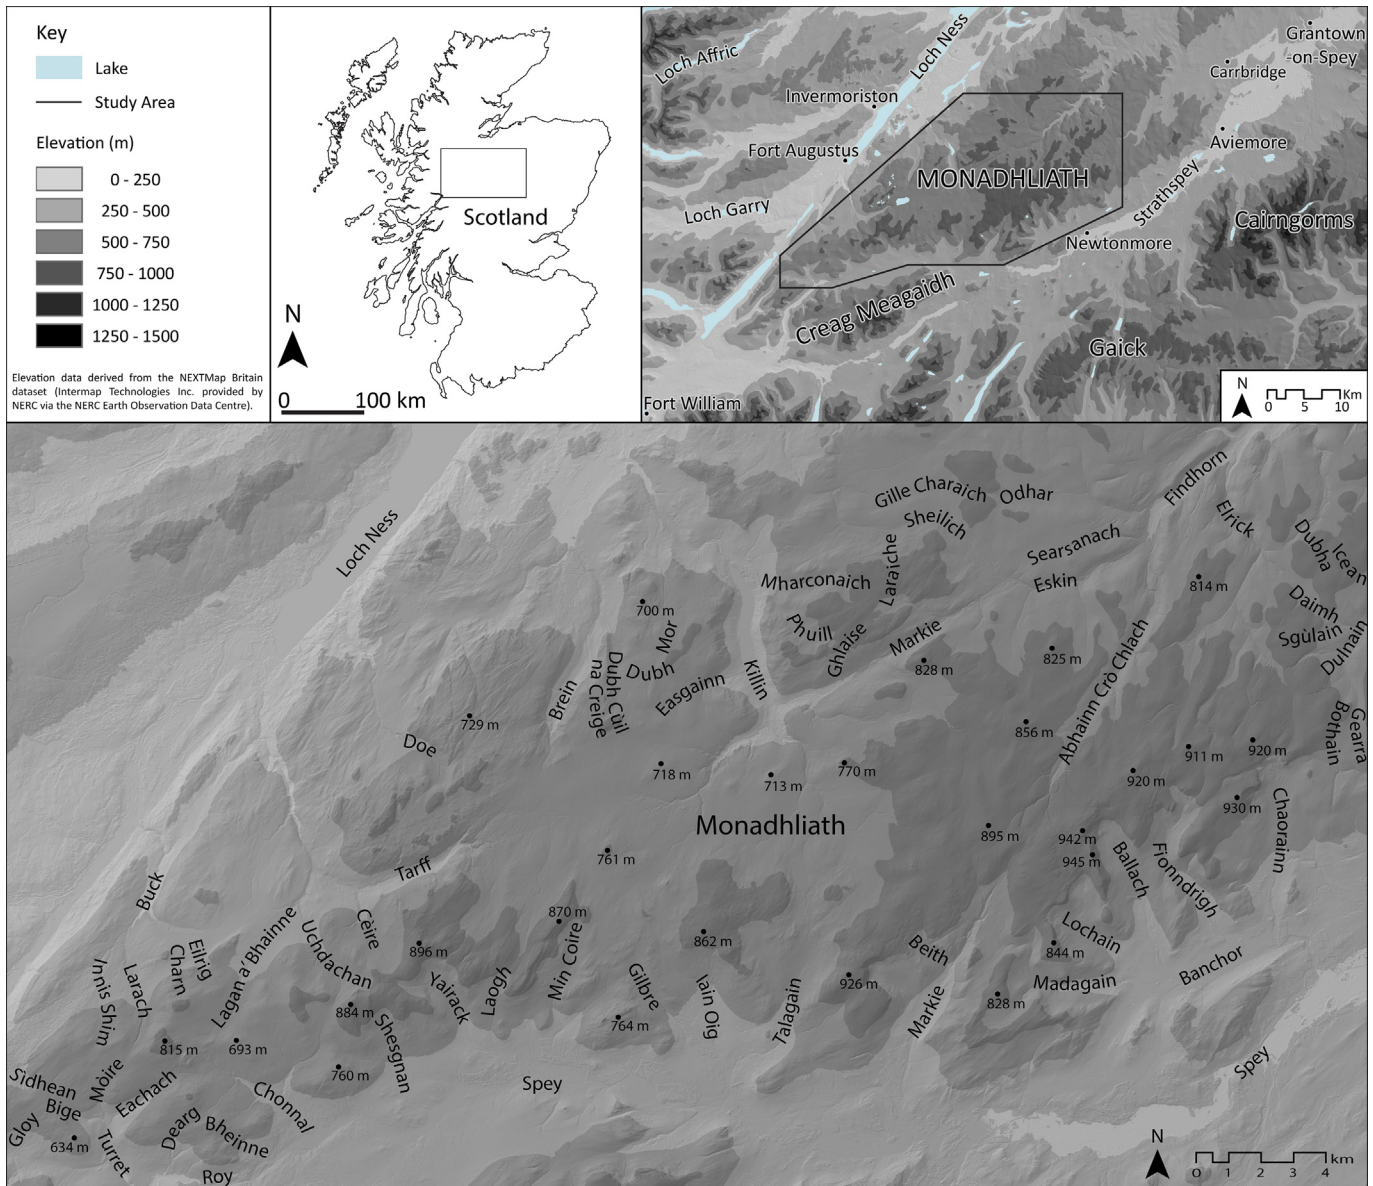 Key
Lake
Study Area
Elevation (m)
0 - 250
250 - 500
500 - 750
750 - 1000
1000 - 1250
1250 - 1500
Elevation data derived from the NEXTMap Britain
dataset (Intermap Technologies Inc. provided by
NERC via the NERC Earth Observation Data Centre).
Scotland
N
0
100 km
Loch Affric
Loch Ness
Grantown
-on-Spey
Carrbridge
Invermoriston
Fort Augustus
Aviemore
MONADHLIATH
Strathspey
Loch Garry
Cairngorms
Newtonmore
Creag Meagaidh
Gaick
Fort William
N
Km
0 5 10
Findhorn
Gille Charaich
Odhar
Sheilich
Elrick
Loch Ness
Searsanach
Dubha
Icean
Laraiche
Mharconaich
Eskin
814 m
700 m
Daimh
Mor
Phuill
Ghlaise
Markie
Sgùlain
Dulnain
828 m
825 m
Dubh
Dubh Cùil
na Creige
Killin
Easgainn
Brein
Abhainn Crò Chlach
729 m
Doe
856 m
Gearra
Bothain
911 m
920 m
718 m
713 m
770 m
920 m
930 m
Monadhliath
Chaorainn
895 m
942 m
945 m
761 m
Ballach
Fionndrigh
Tarff
Buck
870 m
Lagan a' Bhainne
Uchdachan
Cèire
896 m
862 m
Lochain
844 m
Beith
Banchor
Eilrig
Charn
Min Coire
Innis Shim
Larach
Yairack
Laogh
Gilbre
Iain Oig
926 m
Madagain
828 m
884 m
764 m
Talagain
Markie
Shesgnan
815 m
693 m
760 m
Spey
Spey
Sìdhean
Bige
Moire
Eachach
Chonnal
Gloy
634 m
Turret
Dearg
Bheinne
Roy
N
km
0 1 2 3 4